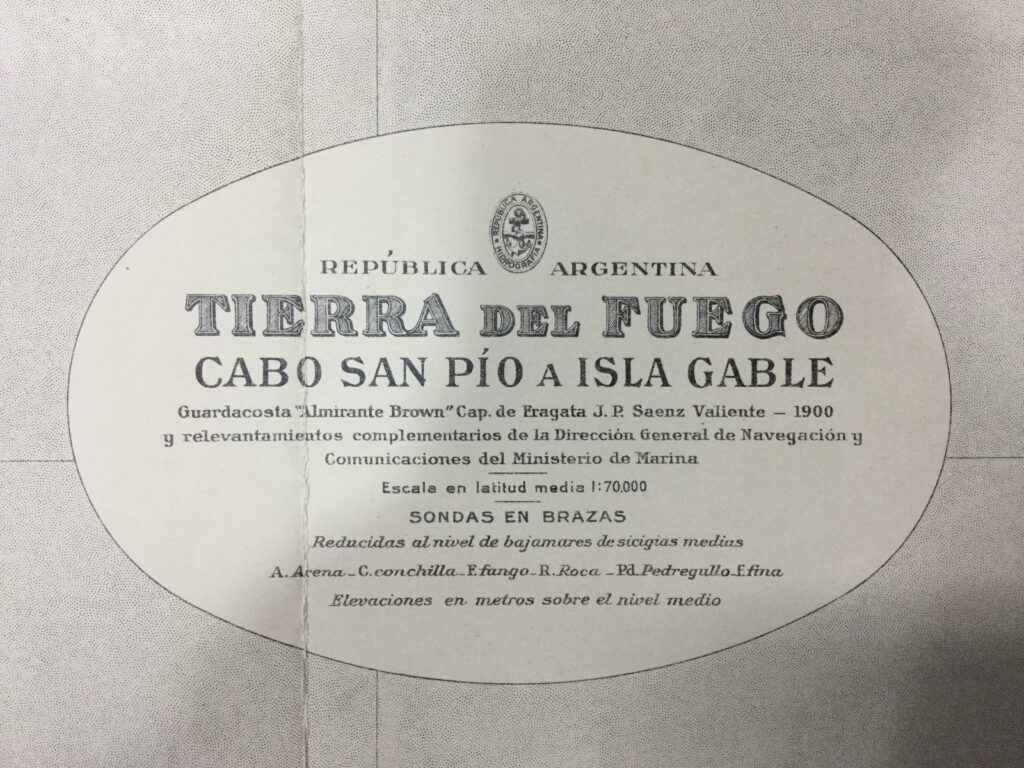 REPÚBLICA ARGENTINA
HIDROGRAFIA
REPÚBLICA ARGENTINA
TIERRA DEL FUEGO
CABO SAN PÍO A ISLA GABLE
Guardacosta "Almirante Brown" Cap. de Fragata J. P. Saenz Valiente – 1900
y relevantamientos complementarios de la Dirección General de Navegación y
Comunicaciones del Ministerio de Marina
Escala en latitud media 1:70.000
SONDAS EN BRAZAS
Reducidas al nivel de bajamares de sicigias medias
A. Arena – C. conchilla – F. fango – R. Roca – Pd. Pedregullo – f. fina
Elevaciones en metros sobre el nivel medio